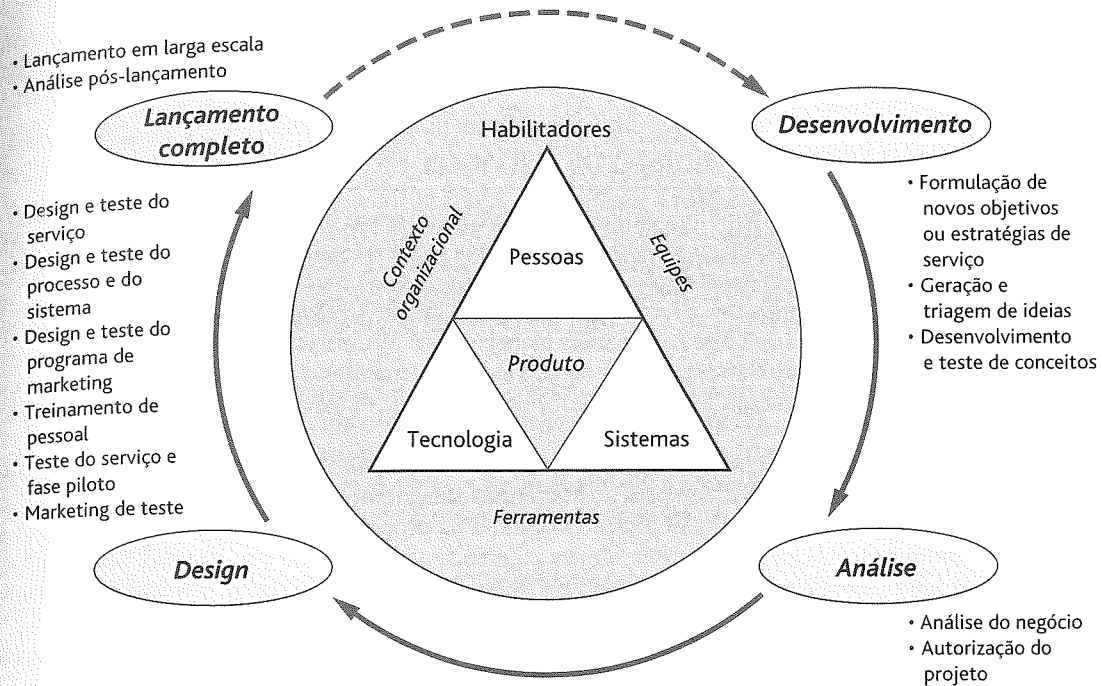 • Lançamento em larga escala
• Análise pós-lançamento
Lançamento
completo
Desenvolvimento
• Formulação de
novos objetivos
ou estratégias de
serviço
• Geração e
triagem de ideias
• Desenvolvimento
e teste de conceitos
Habilitadores
Contexto
organizacional
Equipes
Pessoas
Produto
Tecnologia
Sistemas
Ferramentas
• Design e teste do
serviço
• Design e teste do
processo e do
sistema
• Design e teste do
programa de
marketing
• Treinamento de
pessoal
• Teste do serviço e
fase piloto
• Marketing de teste
Design
Análise
• Análise do negócio
• Autorização do
projeto